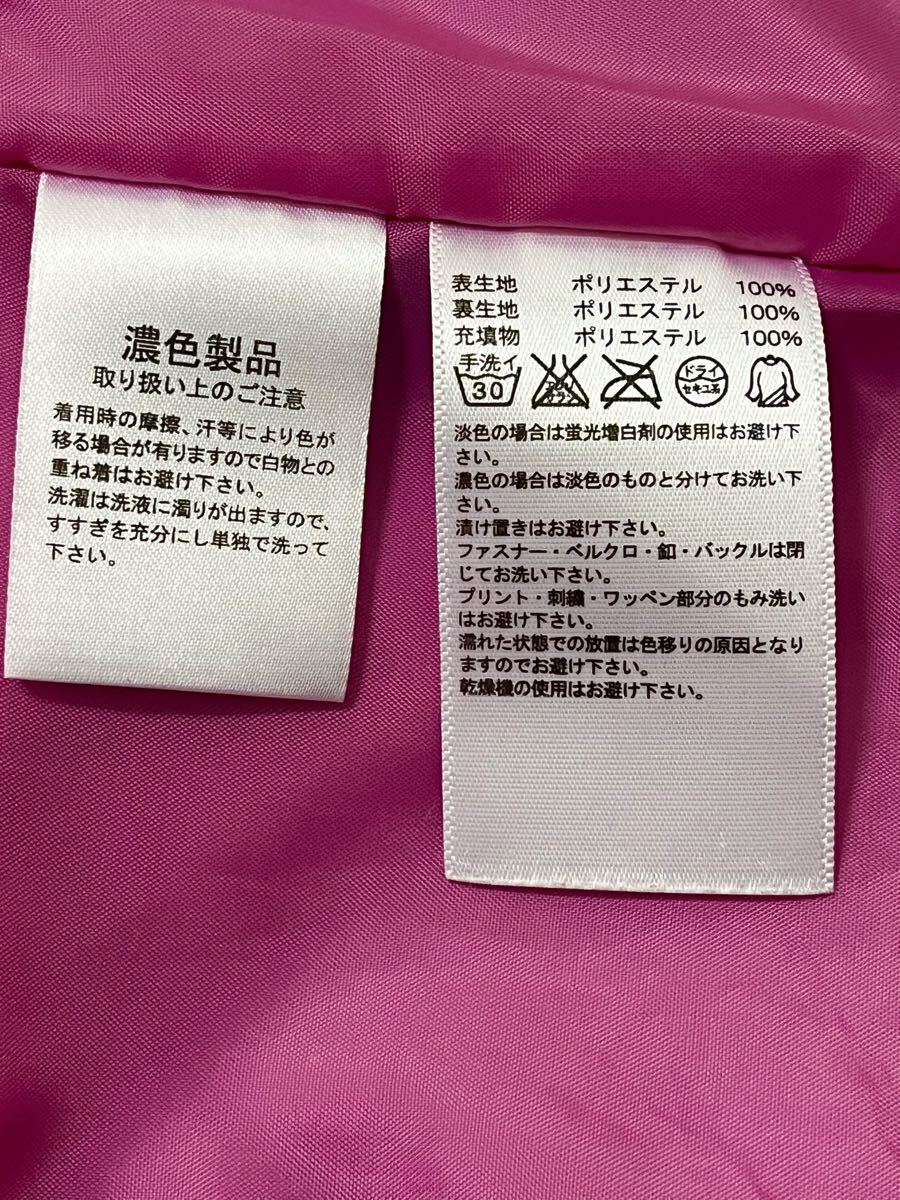 濃色製品
取り扱い上のご注意
着用時の摩擦、汗等により色が
移る場合が有りますので白物との
重ね着はお避け下さい。
洗濯は洗液に濁りが出ますので、
すすぎを充分にし単独で洗って
下さい。
表生地 ポリエステル 100%
裏生地 ポリエステル 100%
充填物 ポリエステル 100%
手洗イ
30
ドライ
セキユ系
淡色の場合は蛍光増白剤の使用はお避け下
さい。
濃色の場合は淡色のものと分けてお洗い下
さい。
漬け置きはお避け下さい。
ファスナー・ベルクロ・釦・バックルは閉
じてお洗い下さい。
プリント・刺繍・ワッペン部分のもみ洗い
はお避け下さい。
濡れた状態での放置は色移りの原因となり
ますのでお避け下さい。
乾燥機の使用はお避け下さい。